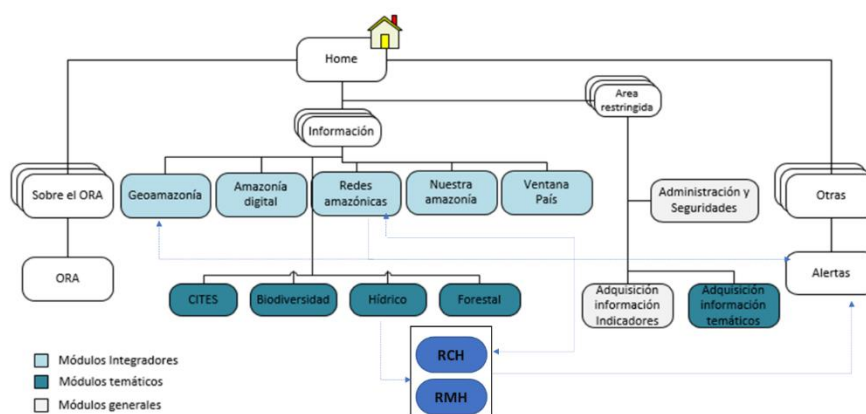 Home
Area
restringida
Información
Sobre el ORA
Geoamazonía
Amazonía
digital
Redes
amazónicas
Nuestra
amazonía
Ventana
País
Administración y
Seguridades
Otras
ORA
Alertas
CITES
Biodiversidad
Hídrico
Forestal
Adquisición
información
Indicadores
Adquisición
información
temáticos
RCH
RMH
Módulos Integradores
Módulos temáticos
Módulos generales